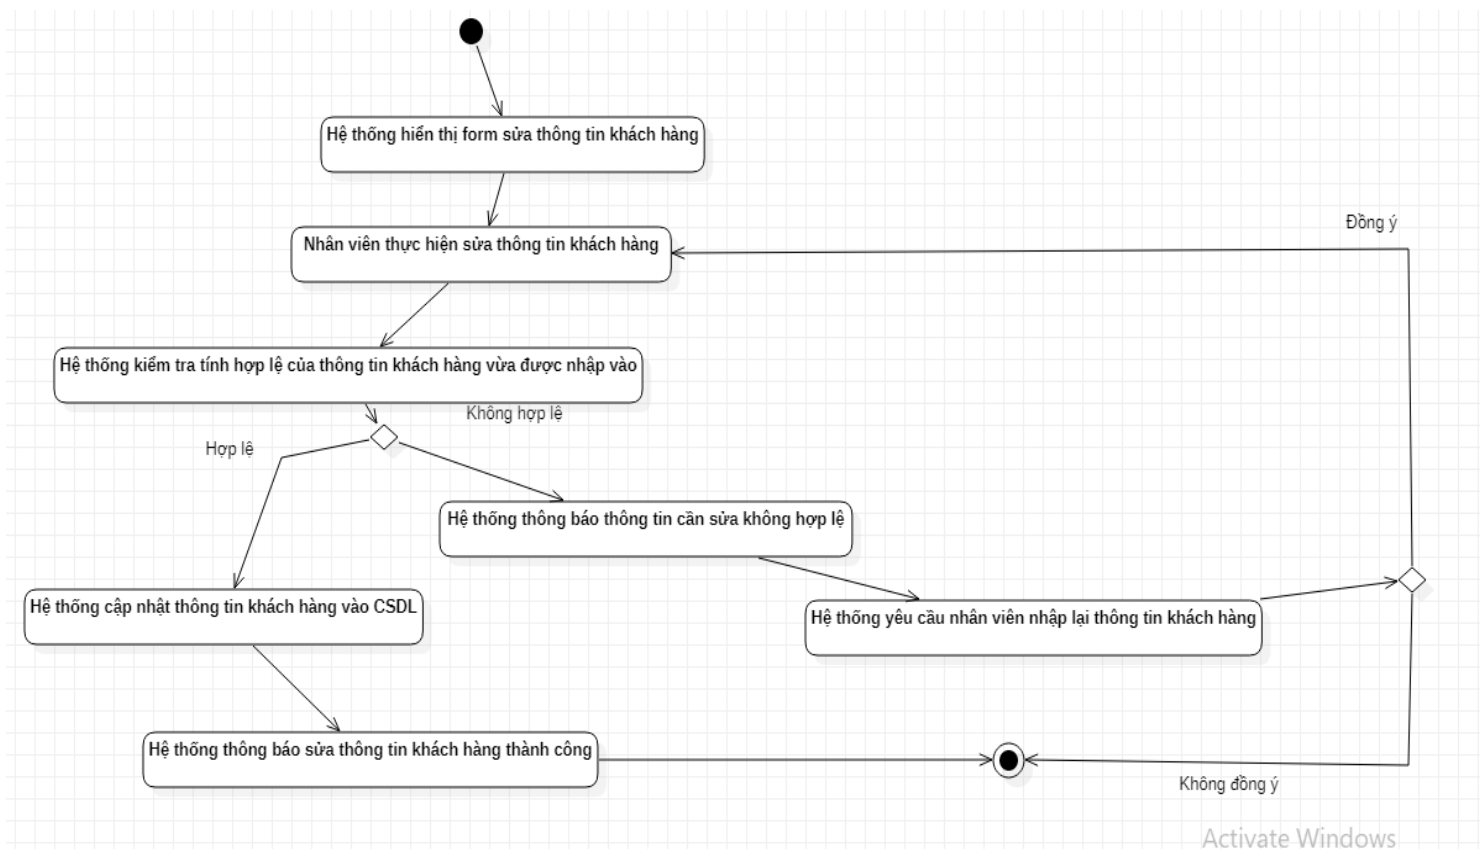 Hệ thống hiển thị form sửa thông tin khách hàng
Đồng ý
Nhân viên thực hiện sửa thông tin khách hàng
Hệ thống kiểm tra tính hợp lệ của thông tin khách hàng vừa được nhập vào
Không hợp lệ
Hợp lệ
Hệ thống thông báo thông tin cần sửa không hợp lệ
Hệ thống cập nhật thông tin khách hàng vào CSDL
Hệ thống yêu cầu nhân viên nhập lại thông tin khách hàng
Hệ thống thông báo sửa thông tin khách hàng thành công
Không đồng ý
Activate Windows